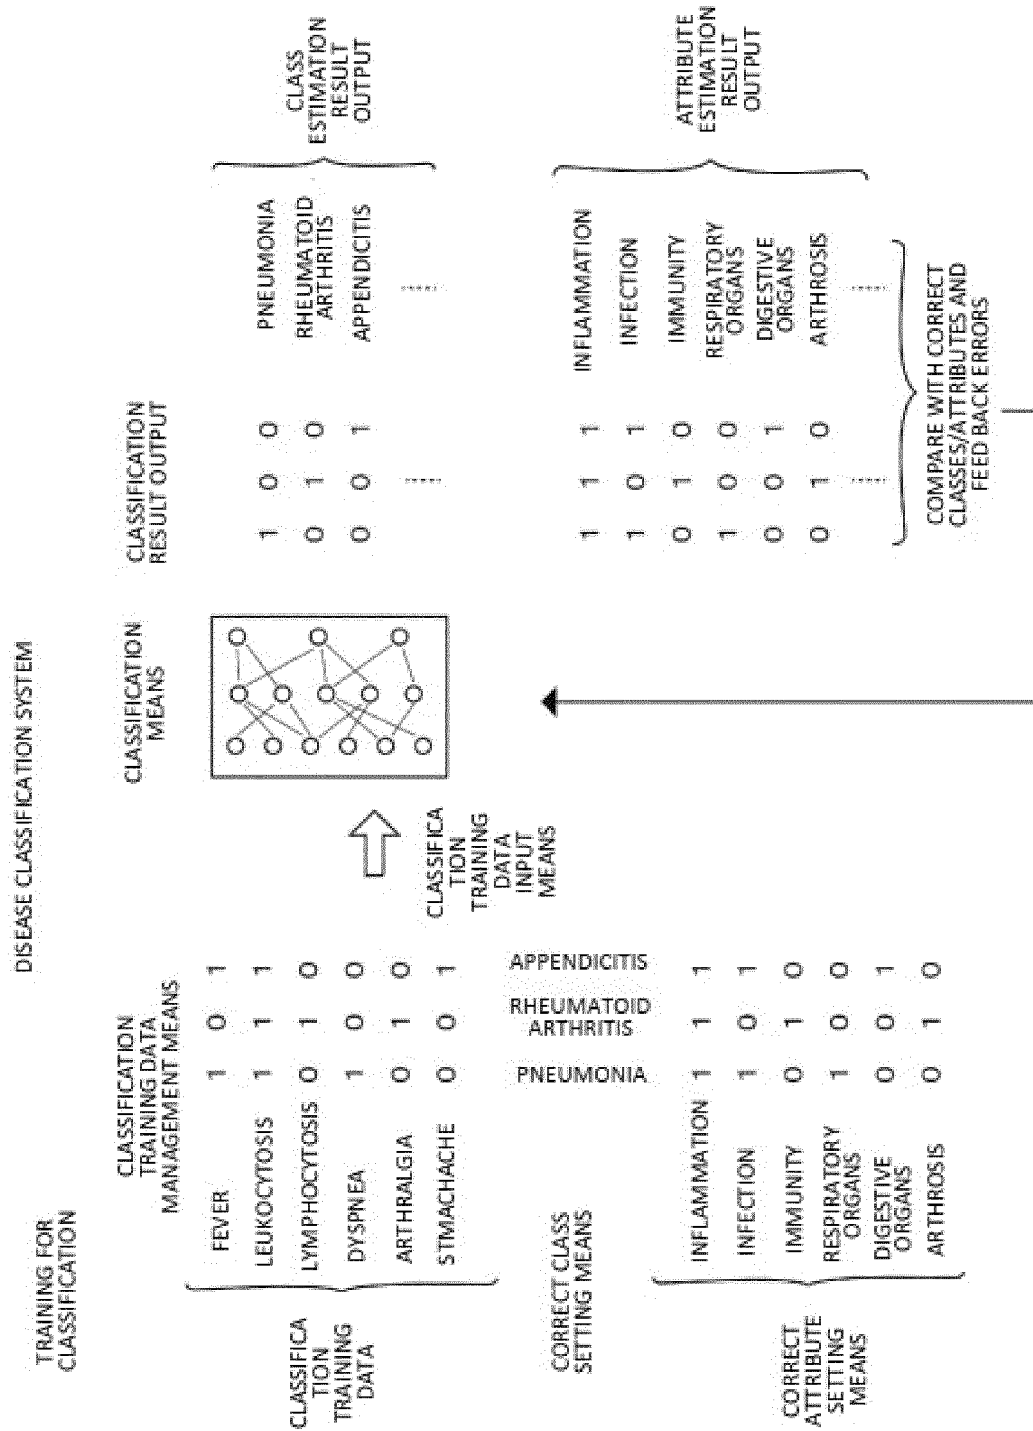 DISEASE CLASSIFICATION SYSTEM
TRAINING FOR
CLASSIFICATION
CLASSIFICATION
TRAINING DATA
MANAGEMENT MEANS
CLASSIFICATION
MEANS
CLASSIFICATION
RESULT OUTPUT
CLASSIFICA
TION
TRAINING
DATA
FEVER 1 0 1
LEUKOCYTOSIS 1 1 1
LYMPHOCYTOSIS 0 1 0
DYSPNEA 1 0 0
ARTHRALGIA 0 1 0
STMACHACHE 0 0 1
CLASSIFICA
TION
TRAINING
DATA
INPUT
MEANS
1 0 0 PNEUMONIA
0 1 0 RHEUMATOID
ARTHRITIS
0 0 1 APPENDICITIS
CLASS
ESTIMATION
RESULT
OUTPUT
CORRECT CLASS
SETTING MEANS
PNEUMONIA
RHEUMATOID
ARTHRITIS
APPENDICITIS
CORRECT
ATTRIBUTE
SETTING
MEANS
INFLAMMATION 1 1 1
INFECTION 1 0 1
IMMUNITY 0 1 0
RESPIRATORY
ORGANS 1 0 0
DIGESTIVE
ORGANS 0 0 1
ARTHROSIS 0 1 0
1 1 1 INFLAMMATION
1 0 1 INFECTION
0 1 0 IMMUNITY
1 0 0 RESPIRATORY
ORGANS
0 0 1 DIGESTIVE
ORGANS
0 1 0 ARTHROSIS
ATTRIBUTE
ESTIMATION
RESULT
OUTPUT
COMPARE WITH CORRECT
CLASSES/ATTRIBUTES AND
FEED BACK ERRORS